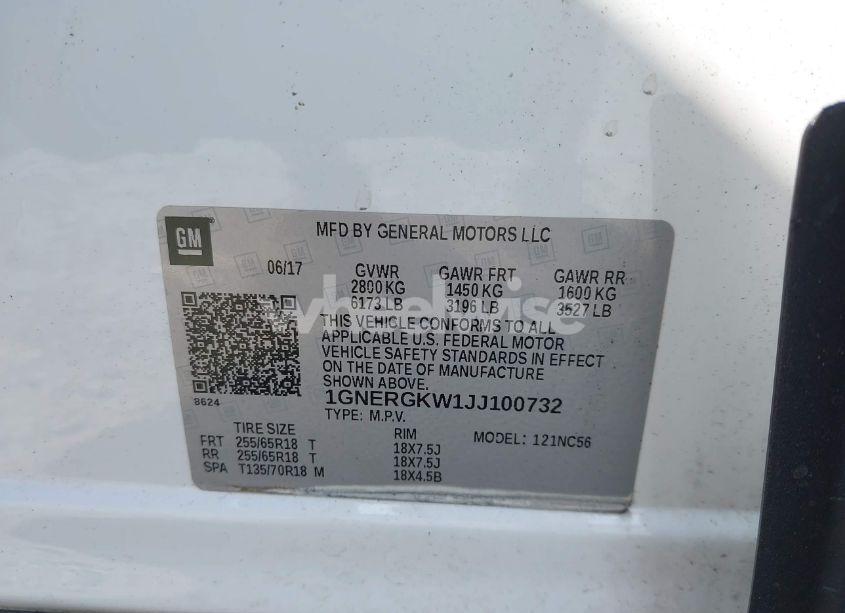 GM
MFD BY GENERAL MOTORS LLC
06/17 GVWR GAWR FRT GAWR RR
2800 KG 1450 KG 1600 KG
6173 LB 3196 LB 3527 LB
wheelwise
THIS VEHICLE CONFORMS TO ALL
APPLICABLE U.S. FEDERAL MOTOR
VEHICLE SAFETY STANDARDS IN EFFECT
ON THE DATE OF MANUFACTURE
SHOWN ABOVE.
8624
1GNERGKW1JJ100732
TYPE: M.P.V.
TIRE SIZE RIM MODEL: 121NC56
FRT 255/65R18 T 18X7.5J
RR 255/65R18 T 18X7.5J
SPA T135/70R18 M 18X4.5B